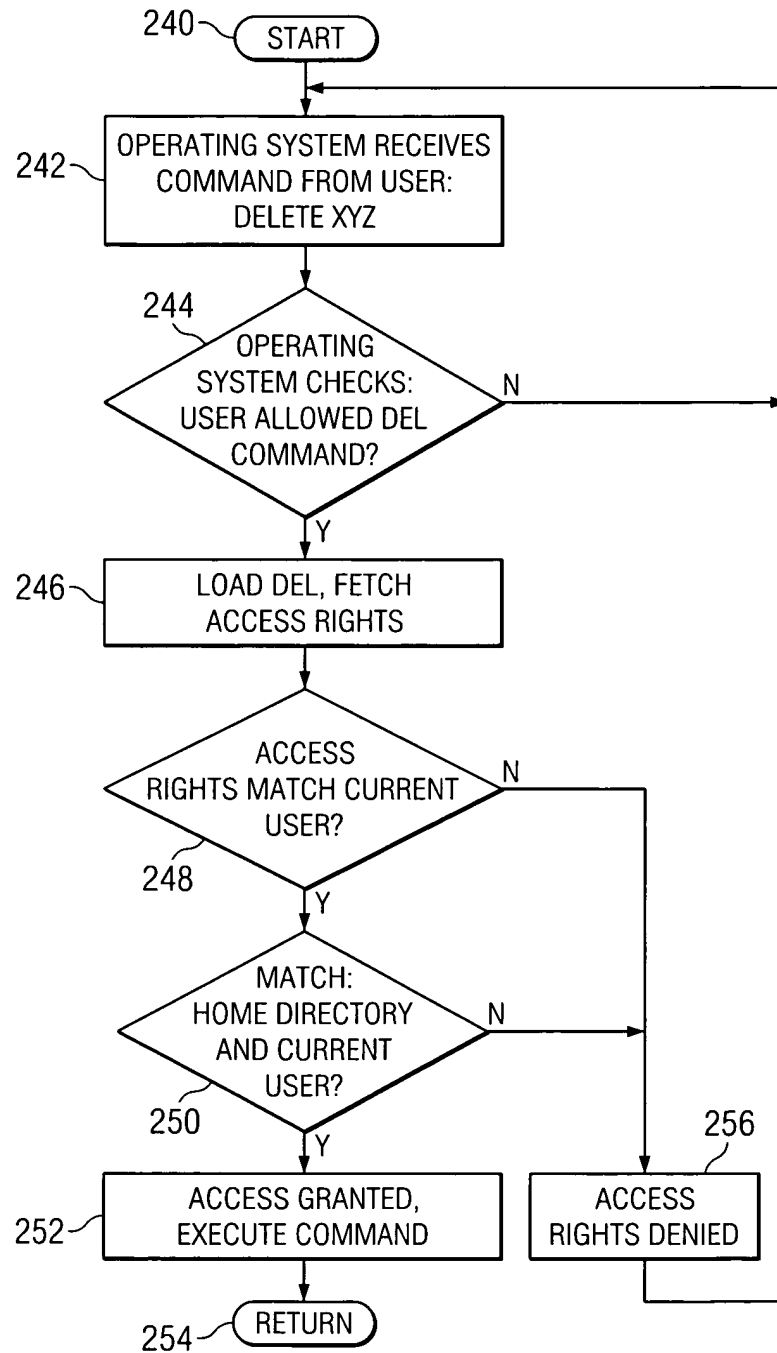 240
START
242
OPERATING SYSTEM RECEIVES
COMMAND FROM USER:
DELETE XYZ
244
OPERATING
SYSTEM CHECKS:
USER ALLOWED DEL
COMMAND?
N
Y
246
LOAD DEL, FETCH
ACCESS RIGHTS
ACCESS
RIGHTS MATCH CURRENT
USER?
N
248
Y
MATCH:
HOME DIRECTORY
AND CURRENT
USER?
N
250
Y
256
252
ACCESS GRANTED,
EXECUTE COMMAND
ACCESS
RIGHTS DENIED
254
RETURN